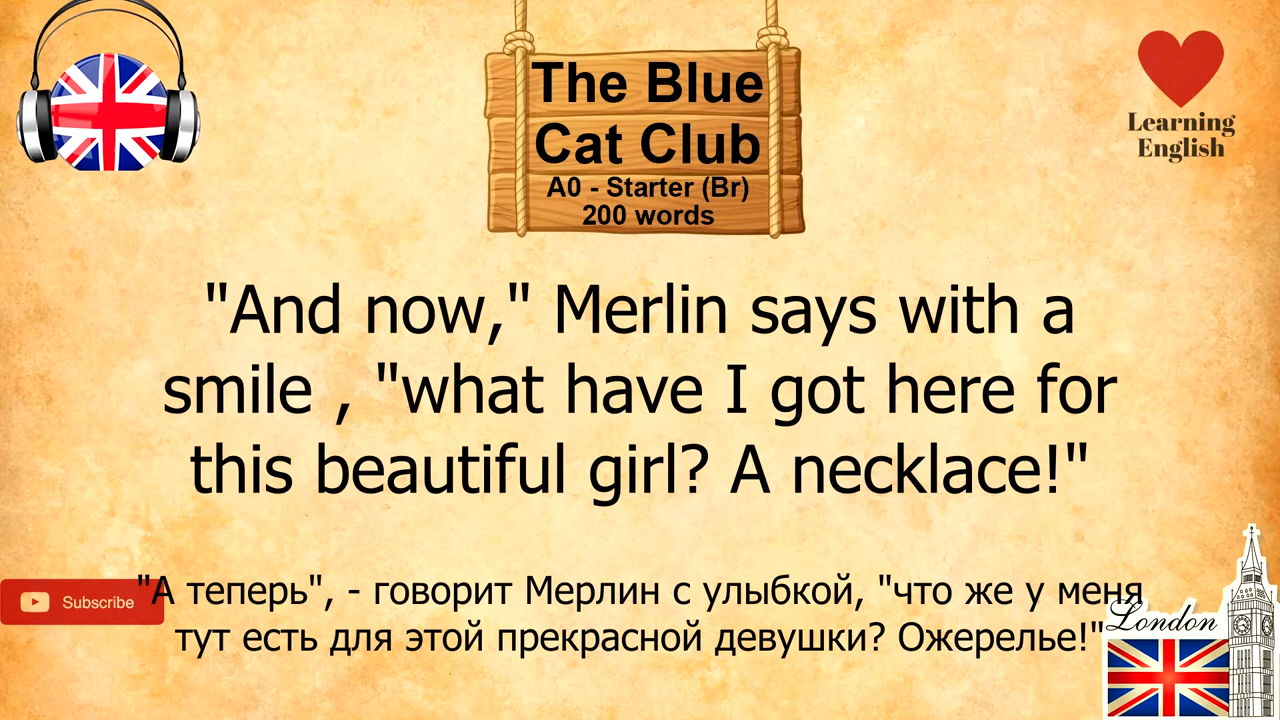 The Blue
Cat Club
A0 - Starter (Br)
200 words
Learning
English
"And now," Merlin says with a
smile , "what have I got here for
this beautiful girl? A necklace!"
Subscribe
"А теперь", - говорит Мерлин с улыбкой, "что же у меня
тут есть для этой прекрасной девушки? Ожерелье!"
London